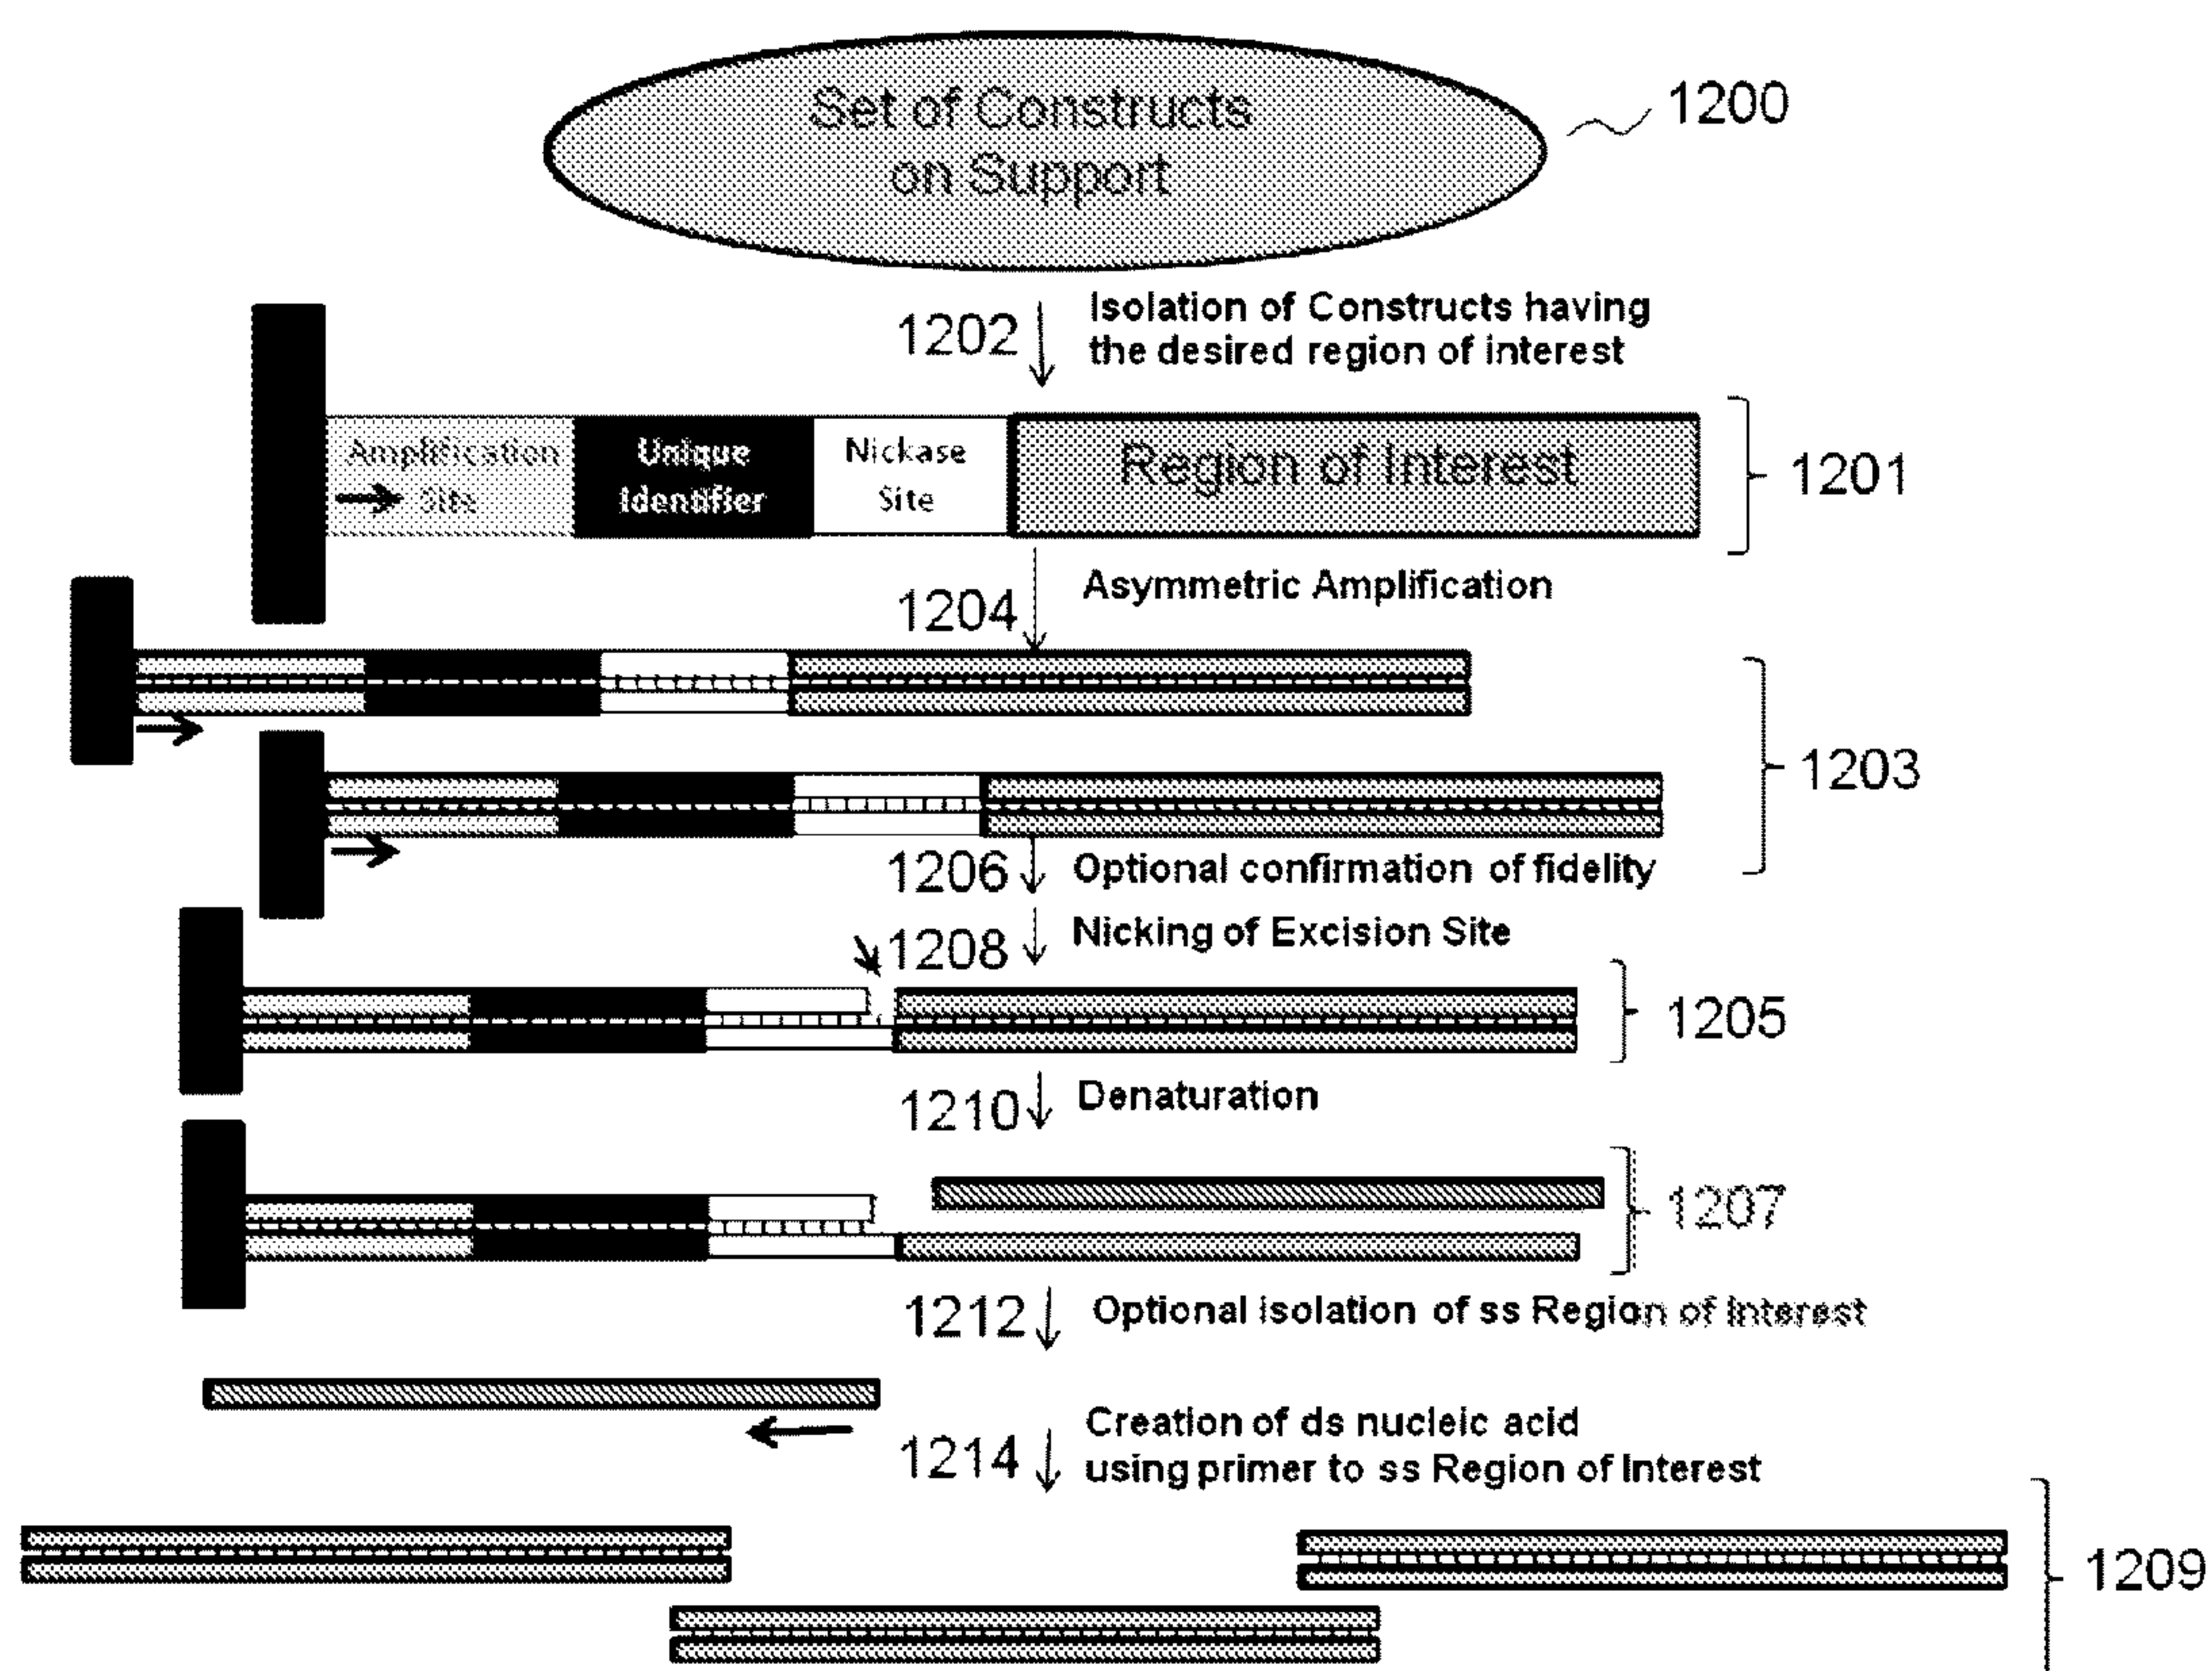 Set of Constructs
on Support
1200
1202
Isolation of Constructs having
the desired region of interest
Amplification
Site
Unique
Identifier
Nickase
Site
Region of Interest
1201
1204
Asymmetric Amplification
1203
1206
Optional confirmation of fidelity
1208
Nicking of Excision Site
1205
1210
Denaturation
1207
1212
Optional isolation of ss Region of Interest
1214
Creation of ds nucleic acid
using primer to ss Region of Interest
1209